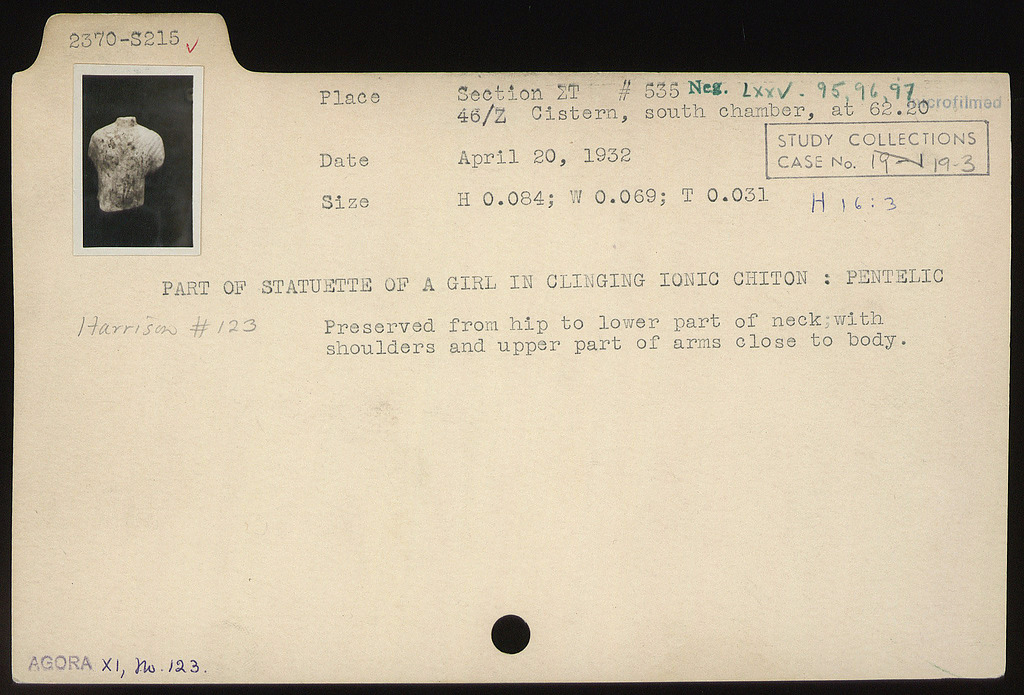 2370-S215 ✓
Place Section ΣT # 535 Neg. LXXV. 95, 96, 97
46/Z Cistern, south chamber, at 62.20 microfilmed
STUDY COLLECTIONS
CASE No. 19-1 19-3
Date April 20, 1932
Size H 0.084; W 0.069; T 0.031 H 16:3
PART OF STATUETTE OF A GIRL IN CLINGING IONIC CHITON : PENTELIC
Harrison # 123
Preserved from hip to lower part of neck; with
shoulders and upper part of arms close to body.
AGORA XI, No. 123.